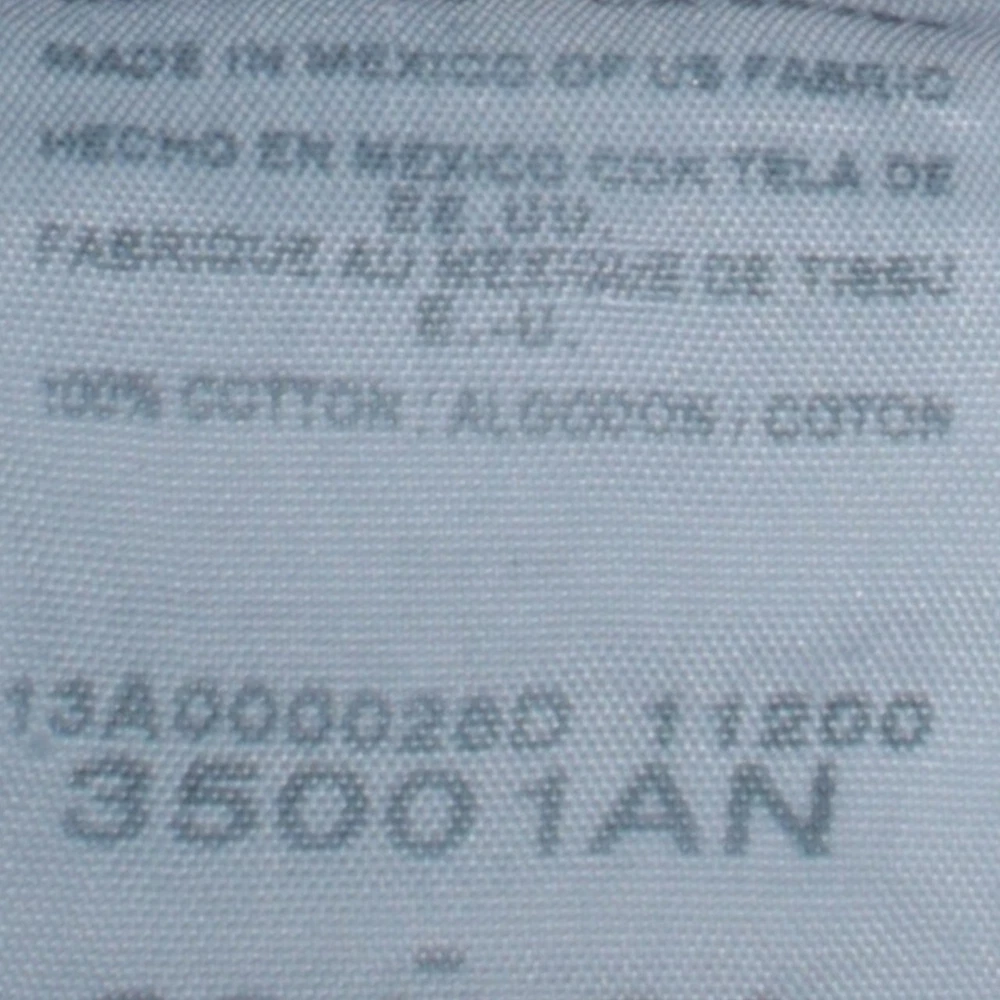 MADE IN MEXICO OF US FABRIC
HECHO EN MEXICO CON TELA DE
EE.UU.
FABRIQUE AU MEXIQUE DE TISSU
E.-U.
100% COTTON / ALGODON / COTON
13A000026D 11200
35001AN